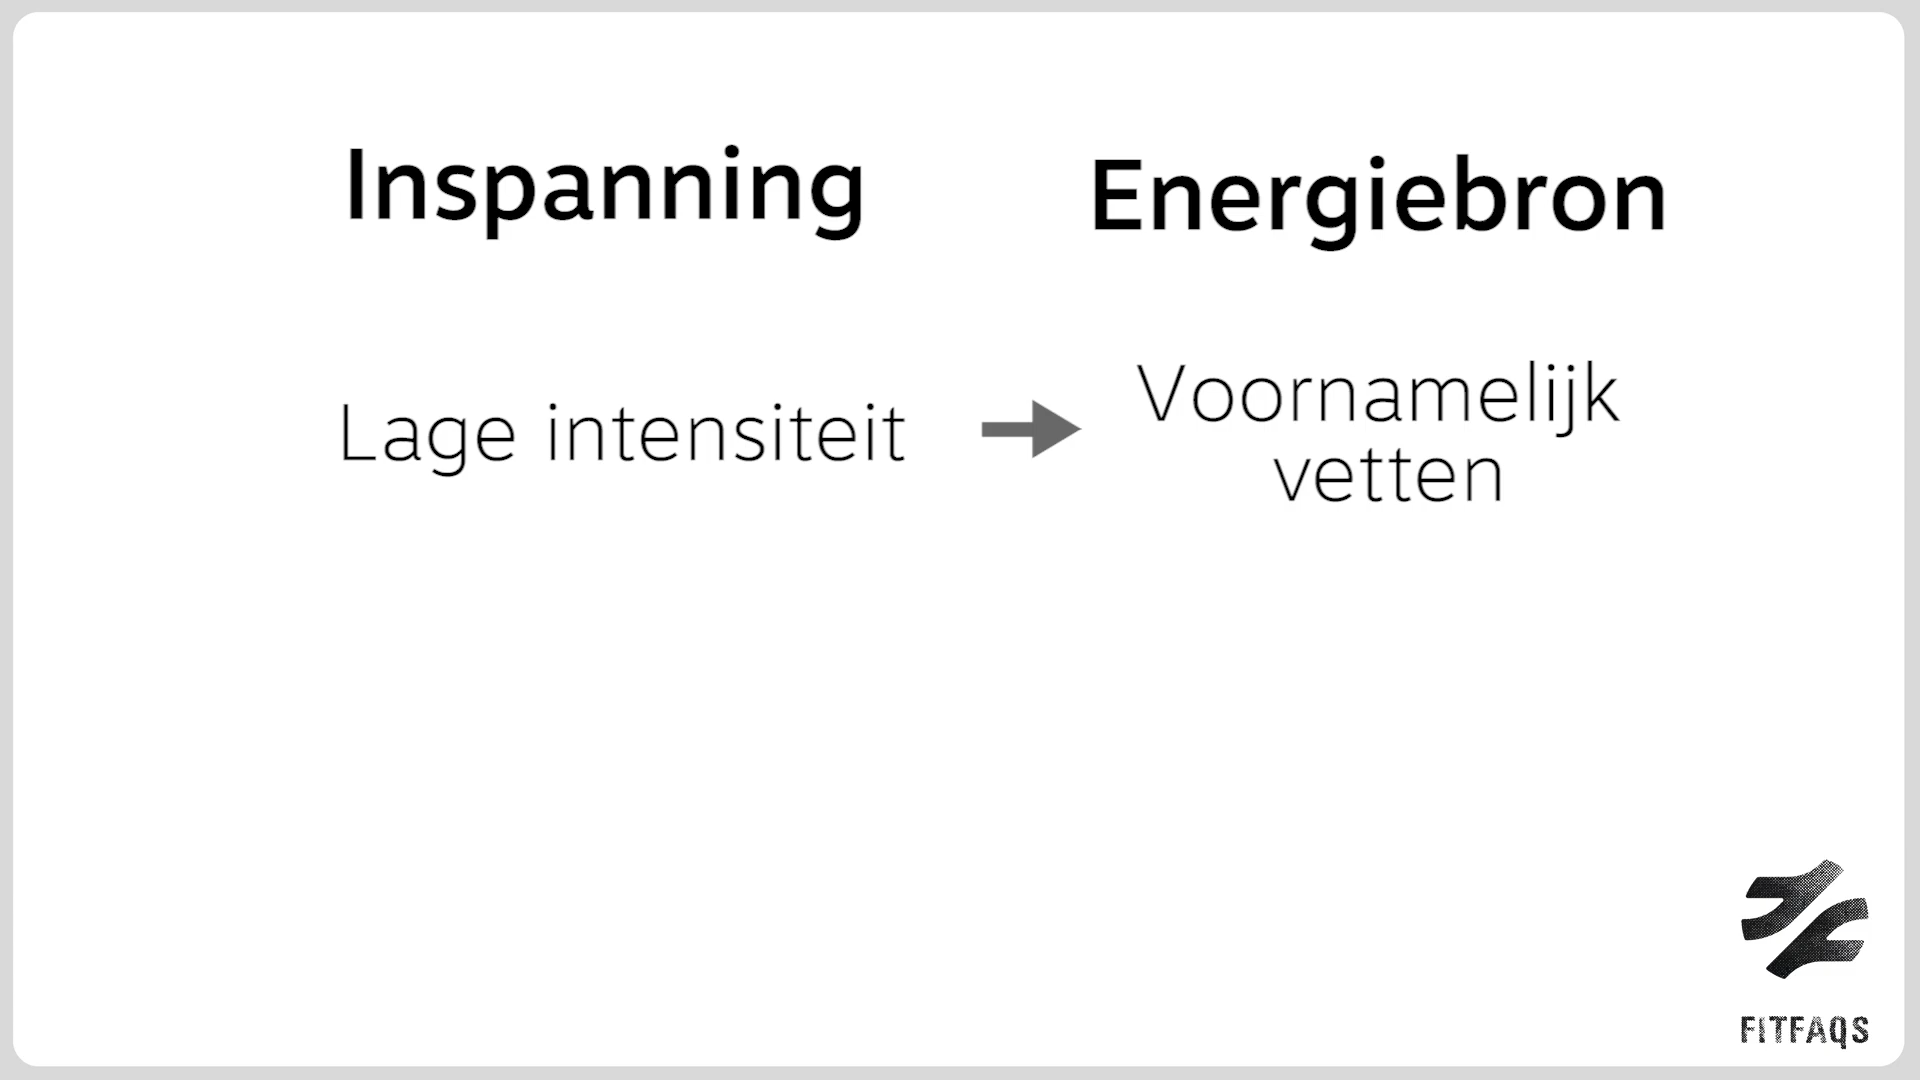 Inspanning
Energiebron
Lage intensiteit
Voornamelijk
vetten
FITFAQS